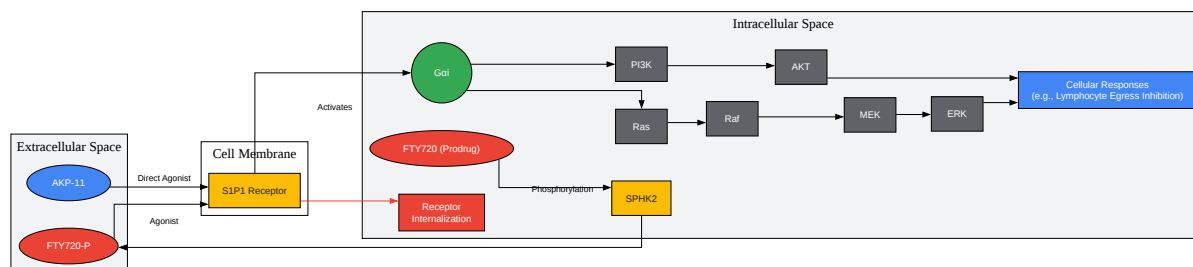 Intracellular Space
Gαi
PI3K
AKT
Cellular Responses
(e.g., Lymphocyte Egress Inhibition)
Activates
Ras
Raf
MEK
ERK
Extracellular Space
Cell Membrane
FTY720 (Prodrug)
AKP-11
Direct Agonist
S1P1 Receptor
Phosphorylation
SPHK2
Receptor
Internalization
Agonist
FTY720-P